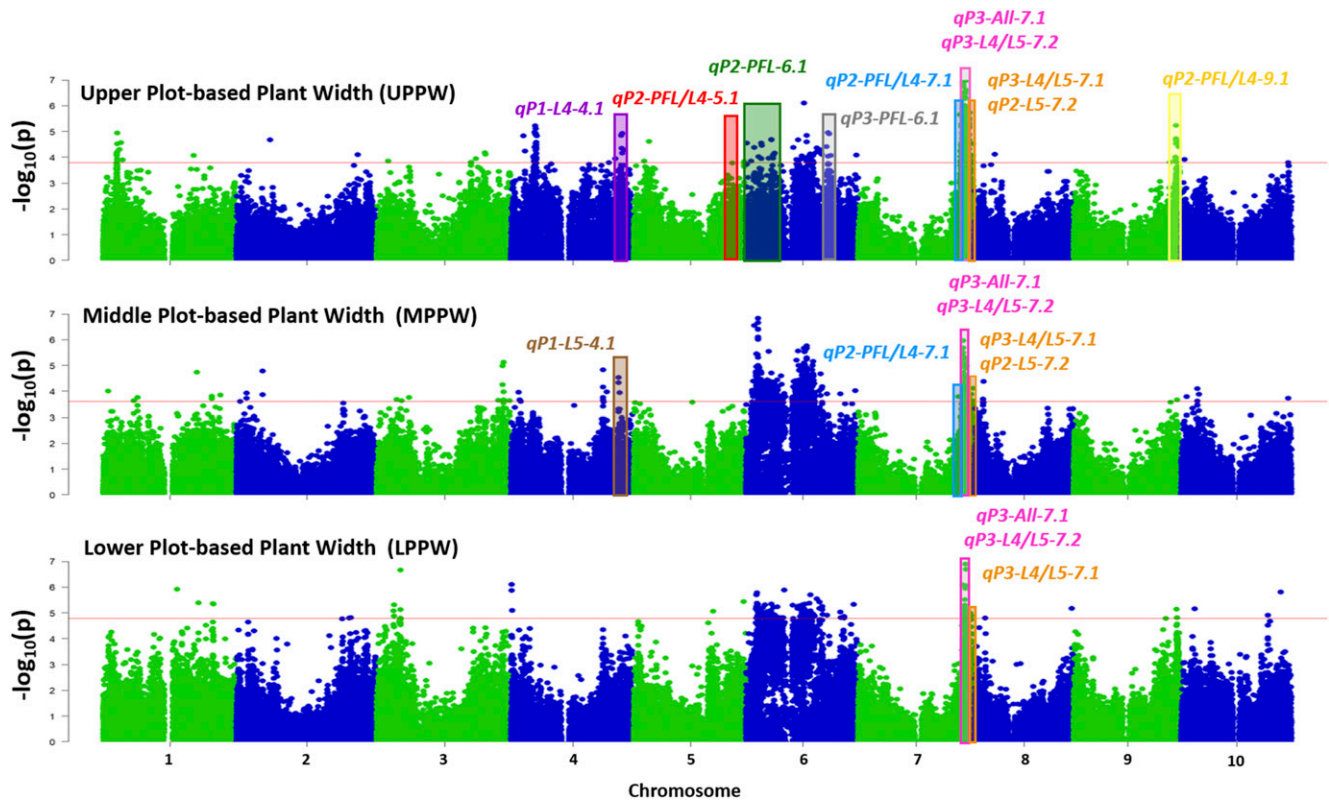 qP3-All-7.1
qP3-L4/L5-7.2
qP2-PFL-6.1
qP2-PFL/L4-7.1
qP3-L4/L5-7.1
qP2-PFL/L4-9.1
Upper Plot-based Plant Width (UPPW)
qP1-L4-4.1
qP2-PFL/L4-5.1
qP2-L5-7.2
qP3-PFL-6.1
-log10(p)
7
6
5
4
3
2
1
0
qP3-All-7.1
qP3-L4/L5-7.2
Middle Plot-based Plant Width (MPPW)
qP1-L5-4.1
qP2-PFL/L4-7.1
qP3-L4/L5-7.1
qP2-L5-7.2
-log10(p)
7
6
5
4
3
2
1
0
qP3-All-7.1
qP3-L4/L5-7.2
Lower Plot-based Plant Width (LPPW)
qP3-L4/L5-7.1
-log10(p)
7
6
5
4
3
2
1
0
1 2 3 4 5 6 7 8 9 10
Chromosome